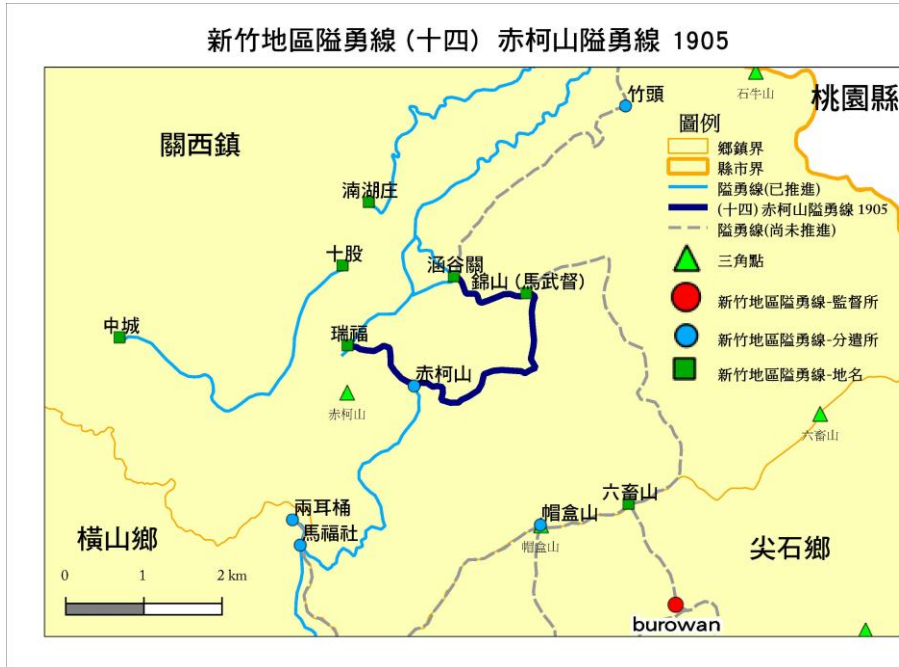 新竹地區隘勇線 (十四) 赤柯山隘勇線 1905
石牛山
桃園縣
竹頭
關西鎮
圖例
鄉鎮界
縣市界
隘勇線(已推進)
(十四) 赤柯山隘勇線 1905
隘勇線(尚未推進)
三角點
新竹地區隘勇線-監督所
新竹地區隘勇線-分遣所
新竹地區隘勇線-地名
湳湖庄
十股
涵谷關
錦山 (馬武督)
中城
瑞福
赤柯山
赤柯山
六畜山
六畜山
兩耳桶
帽盒山
馬福社
帽盒山
橫山鄉
尖石鄉
0 1 2 km
burowan